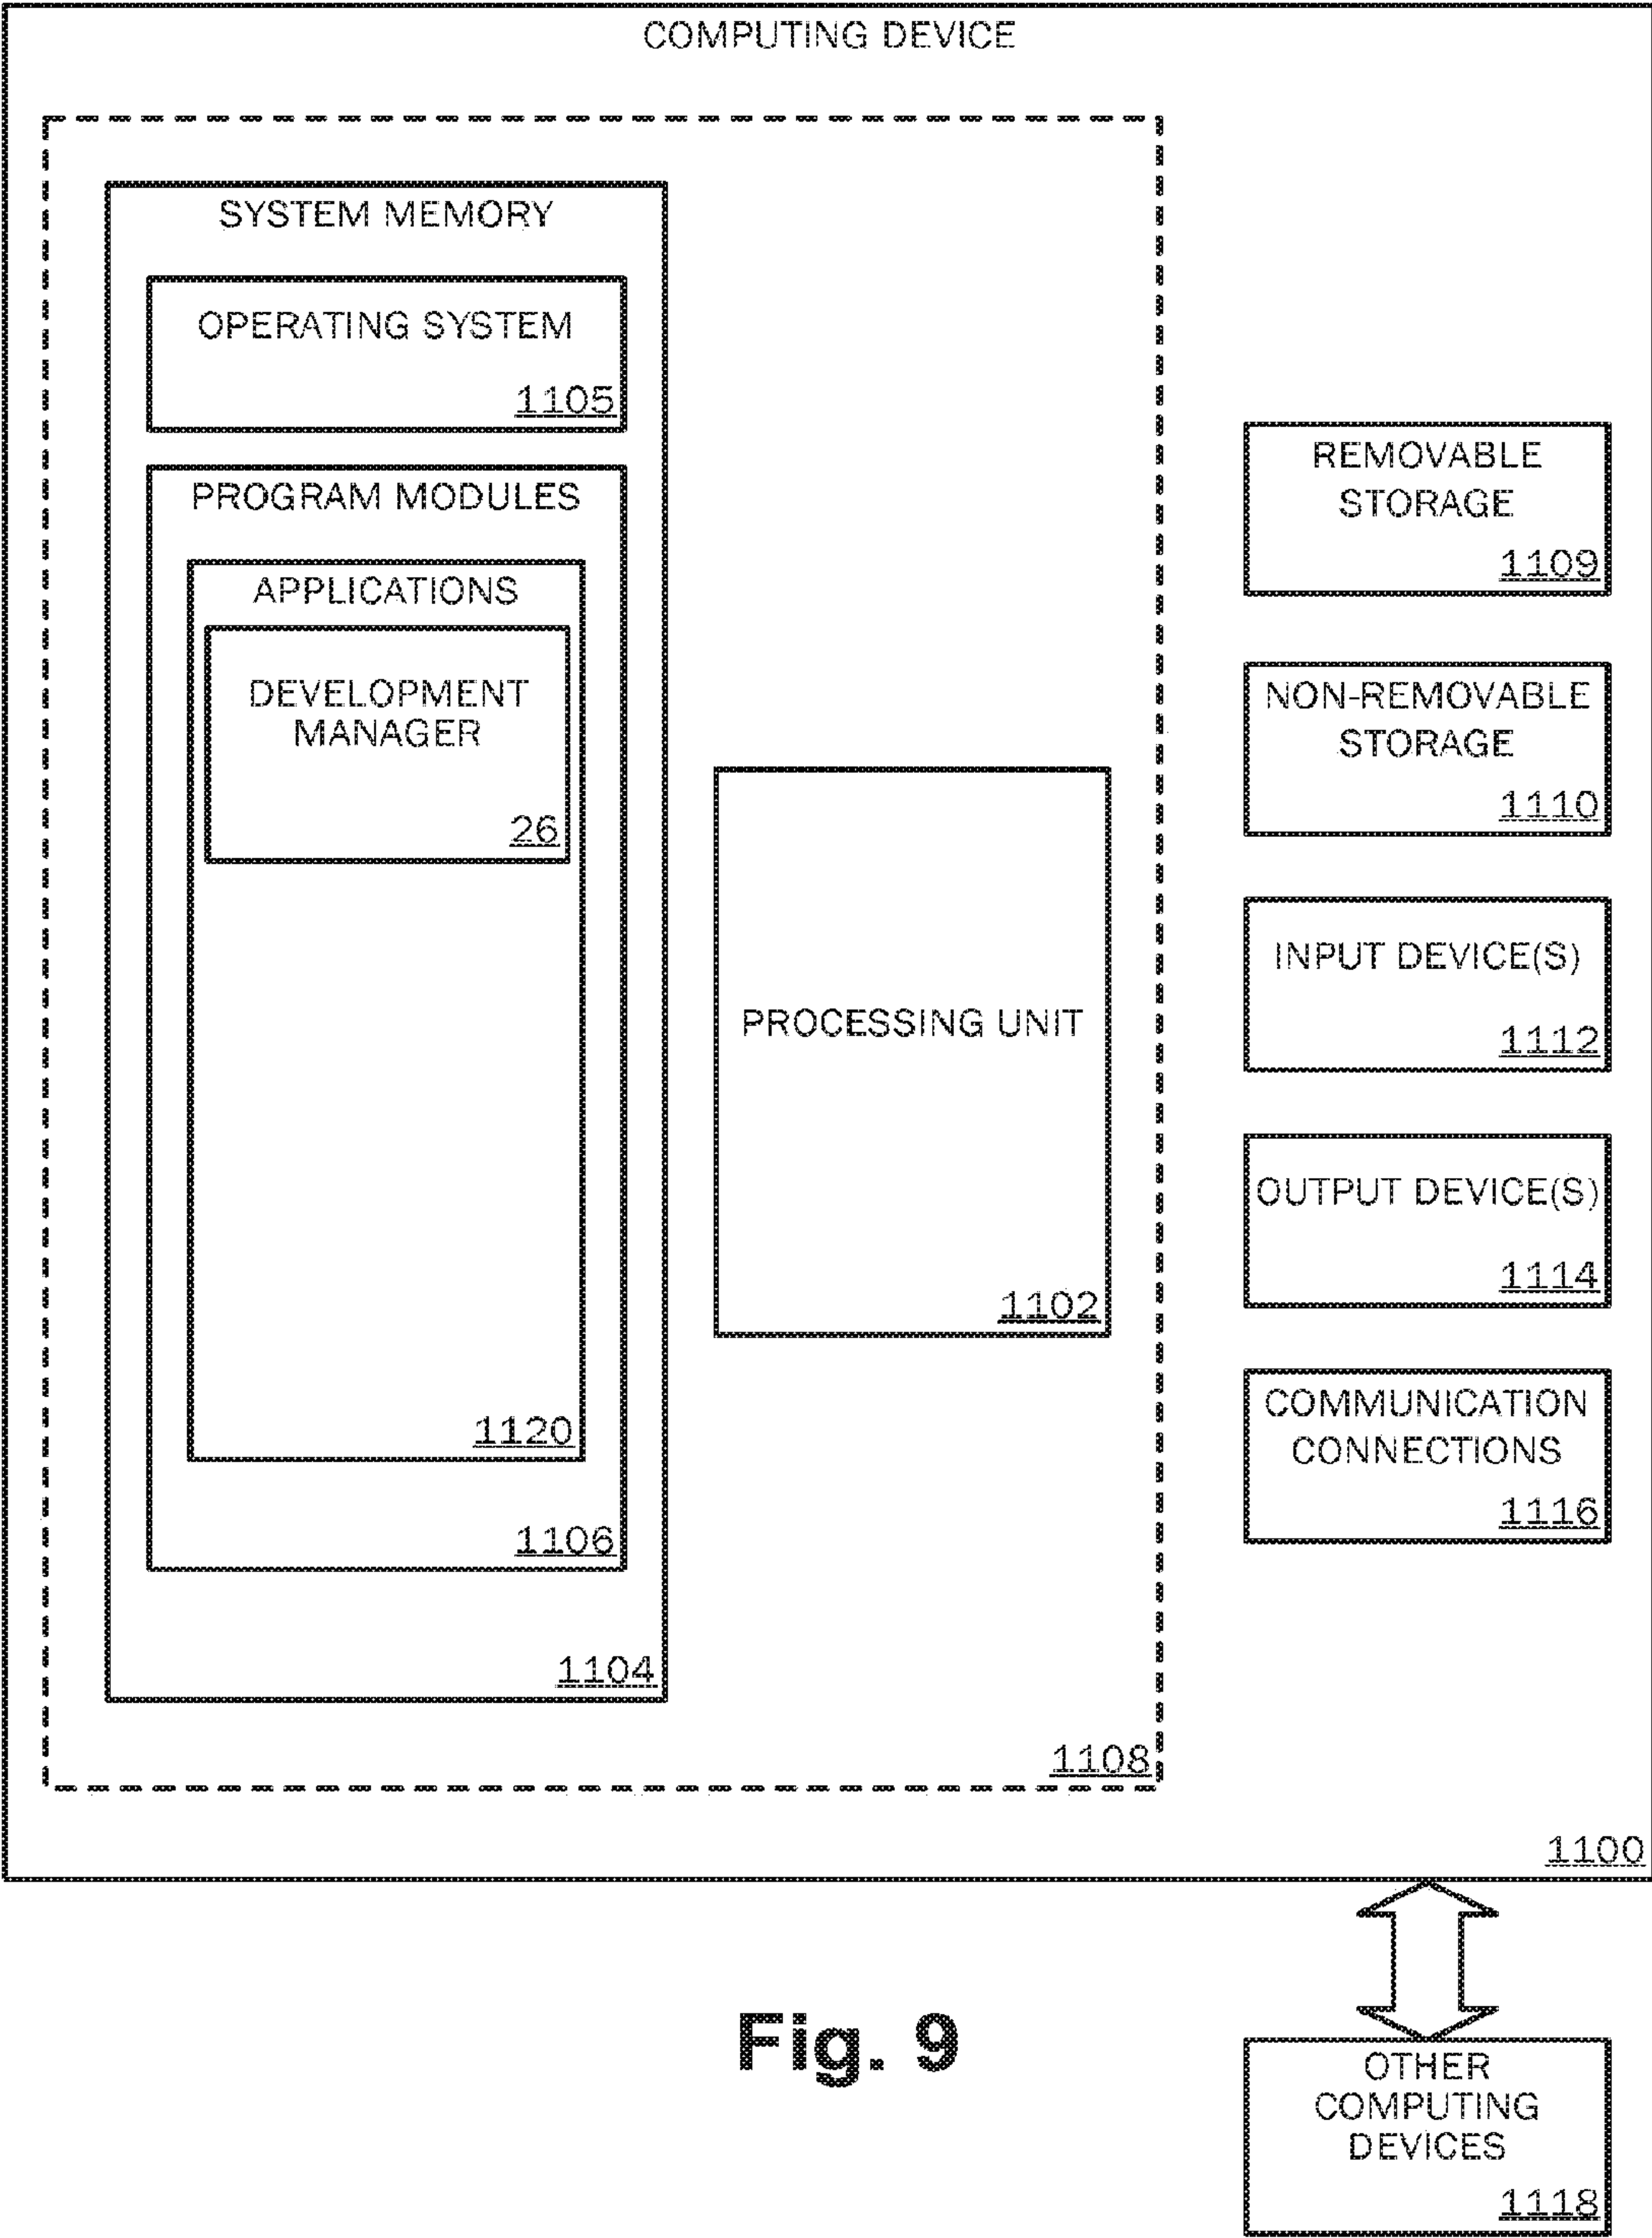 COMPUTING DEVICE
SYSTEM MEMORY
OPERATING SYSTEM
1105
PROGRAM MODULES
APPLICATIONS
DEVELOPMENT
MANAGER
26
1120
1106
1104
PROCESSING UNIT
1102
1108
REMOVABLE
STORAGE
1109
NON-REMOVABLE
STORAGE
1110
INPUT DEVICE(S)
1112
OUTPUT DEVICE(S)
1114
COMMUNICATION
CONNECTIONS
1116
1100
OTHER
COMPUTING
DEVICES
1118
Fig. 9